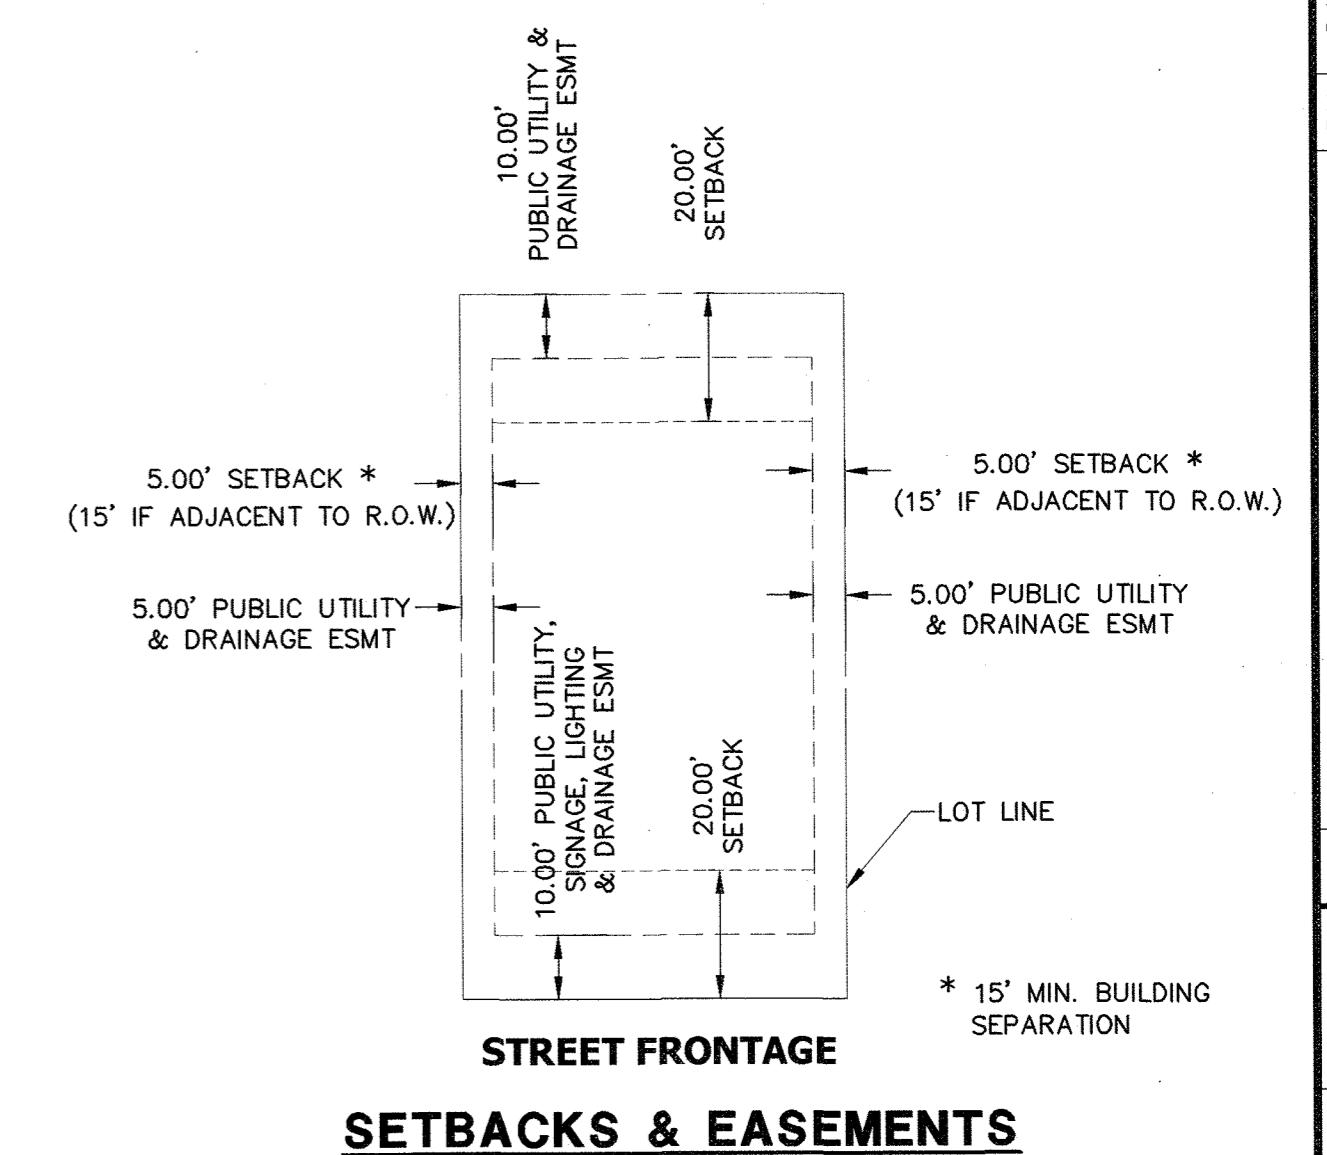 10.00'
PUBLIC UTILITY &
DRAINAGE ESMT
20.00'
SETBACK
5.00' SETBACK *
(15' IF ADJACENT TO R.O.W.)
5.00' PUBLIC UTILITY
& DRAINAGE ESMT
5.00' SETBACK *
(15' IF ADJACENT TO R.O.W.)
5.00' PUBLIC UTILITY
& DRAINAGE ESMT
10.00' PUBLIC UTILITY,
SIGNAGE, LIGHTING
& DRAINAGE ESMT
20.00'
SETBACK
LOT LINE
* 15' MIN. BUILDING
SEPARATION
STREET FRONTAGE
SETBACKS & EASEMENTS